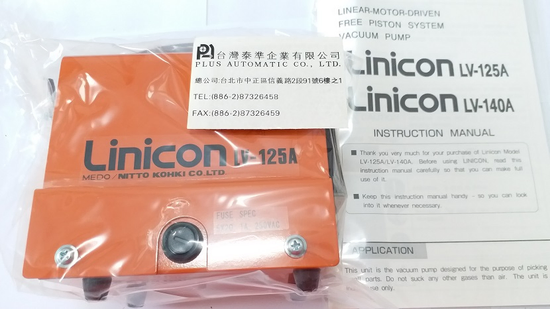 台灣泰準企業有限公司
PLUS AUTOMATIC CO., LTD.
總公司:台北市中正區信義路2段91號6樓之1
TEL:(886-2)87326458
FAX:(886-2)87326459
Linicon LV-125A
MEDO/NITTO KOHKI CO.LTD
FUSE SPEC
LINEAR-MOTOR-DRIVEN
FREE PISTON SYSTEM
VACUUM PUMP
Linicon LV-125A
Linicon LV-140A
INSTRUCTION MANUAL
■ Thank you very much for your purchase of Linicon Model
LV-125A/LV-140A. Before using LINICON, read this
instruction manual carefully so that you can make full
use of it.
■ Keep this instruction manual handy - so you can look
into it whenever necessary.
APPLICATION
This unit is the vacuum pump designed for the purpose of picking
parts. Do not suck any other gases than air. The unit is
use only.